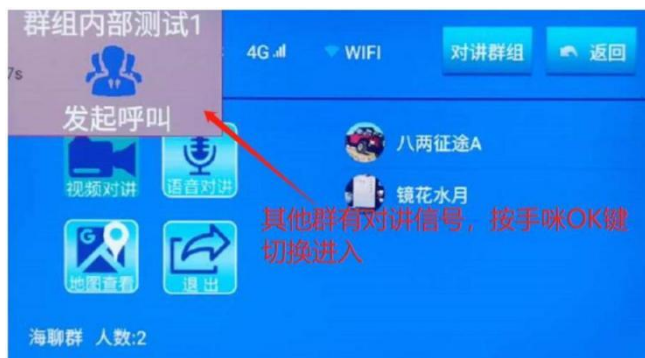 群组内部测试1
7s
发起呼叫
4G
WIFI
对讲群组
返回
八两征途A
镜花水月
视频对讲
语音对讲
其他群有对讲信号，按手咪OK键
切换进入
G
地图查看
退出
海聊群 人数:2